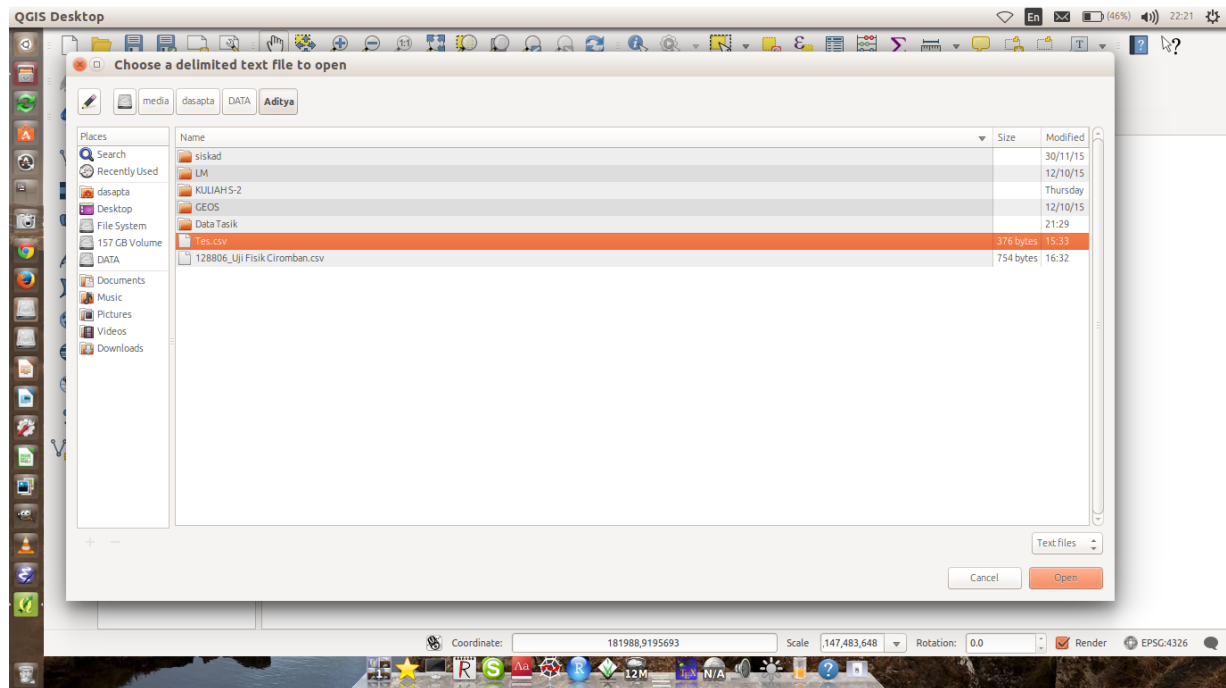 QGIS Desktop
En (46%) 22:21
Choose a delimited text file to open
media dasapta DATA Aditya
Places
Search
Recently Used
dasapta
Desktop
File System
157 GB Volume
DATA
Documents
Music
Pictures
Videos
Downloads
Name Size Modified
siskad 30/11/15
LM 12/10/15
KULIAH S-2 Thursday
GEOS 12/10/15
Data Tasik 21:29
Tes.csv 376 bytes 15:33
128806_Uji Fisik Ciromban.csv 754 bytes 16:32
Text files
Cancel Open
Coordinate: 181988,9195693 Scale ,147,483,648 Rotation: 0.0 Render EPSG:4326
R S Aa R 12M TEX N/A ?